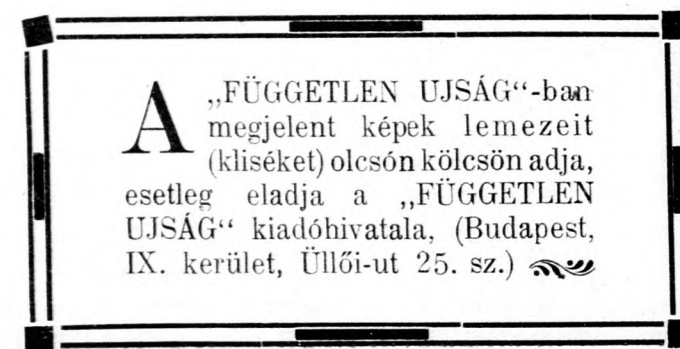 A „FÜGGETLEN UJSÁG“-ban
megjelent képek lemezeit
(kliséket) olcsón kölcsön adja,
esetleg eladja a „FÜGGETLEN
UJSÁG“ kiadóhivatala, (Budapest,
IX. kerület, Üllői-ut 25. sz.)